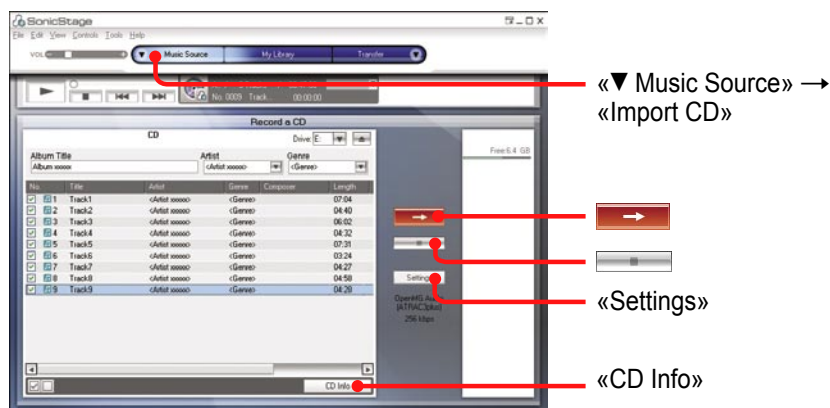 SonicStage
File Edit View Controls Tools Help
VOL
▼ Music Source My Library Transfer
No. 0009 Track... 00:00:00
Record a CD
CD
Drive: E:
Free:6.4 GB
Album Title Artist Genre
Album xxxxx <Artist xxxxx> <Genre>
No. Title Artist Genre Composer Length
1 Track1 <Artist xxxxx> <Genre> 07:04
2 Track2 <Artist xxxxx> <Genre> 04:40
3 Track3 <Artist xxxxx> <Genre> 06:02
4 Track4 <Artist xxxxx> <Genre> 04:32
5 Track5 <Artist xxxxx> <Genre> 07:31
6 Track6 <Artist xxxxx> <Genre> 03:24
7 Track7 <Artist xxxxx> <Genre> 04:27
8 Track8 <Artist xxxxx> <Genre> 04:58
9 Track9 <Artist xxxxx> <Genre> 04:28
Settings
OpenMG Audio
(ATRAC3plus)
256 kbps
CD Info
«▼ Music Source» →
«Import CD»
«Settings»
«CD Info»